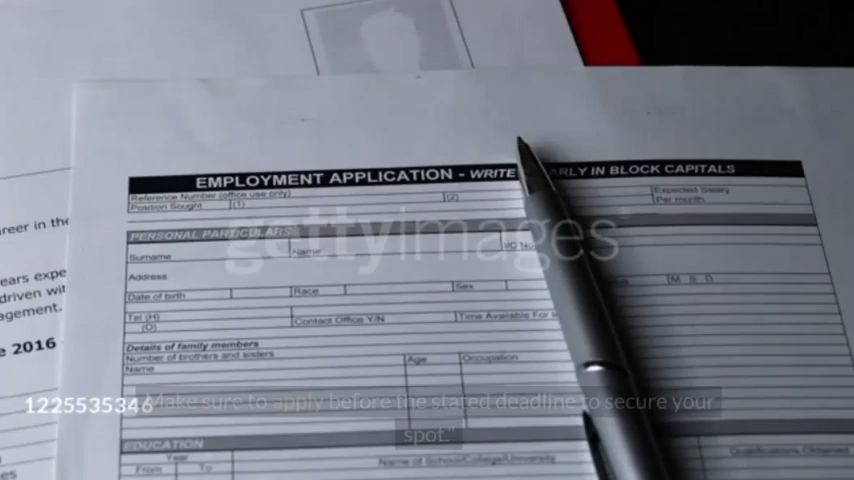 EMPLOYMENT APPLICATION - WRITE ARLY IN BLOCK CAPITALS
Reference Number (office use only)
Position Sought (1) (2)
Expected Salary
Per month
PERSONAL PARTICULARS
gettyimages
Surname Name I/C No
Address
Date of birth Race Sex M S D
Tel (H) Contact Office Y/N Time Available For
(O)
Details of family members
Number of brothers and sisters Age Occupation
Name
1225535346
"Make sure to apply before the stated deadline to secure your
spot."
EDUCATION
Year Name of School/College/University Qualifications Obtained
From To
areer in the
ears expe
driven wit
agement.
e 2016